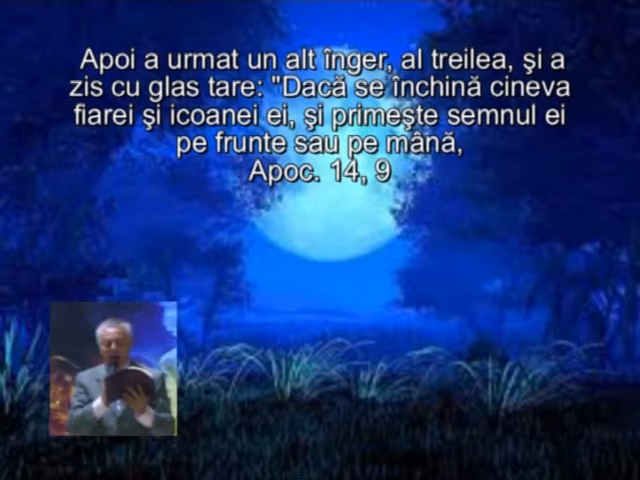 Apoi a urmat un alt înger, al treilea, şi a
zis cu glas tare: "Dacă se închină cineva
fiarei şi icoanei ei, şi primeşte semnul ei
pe frunte sau pe mână,
Apoc. 14, 9